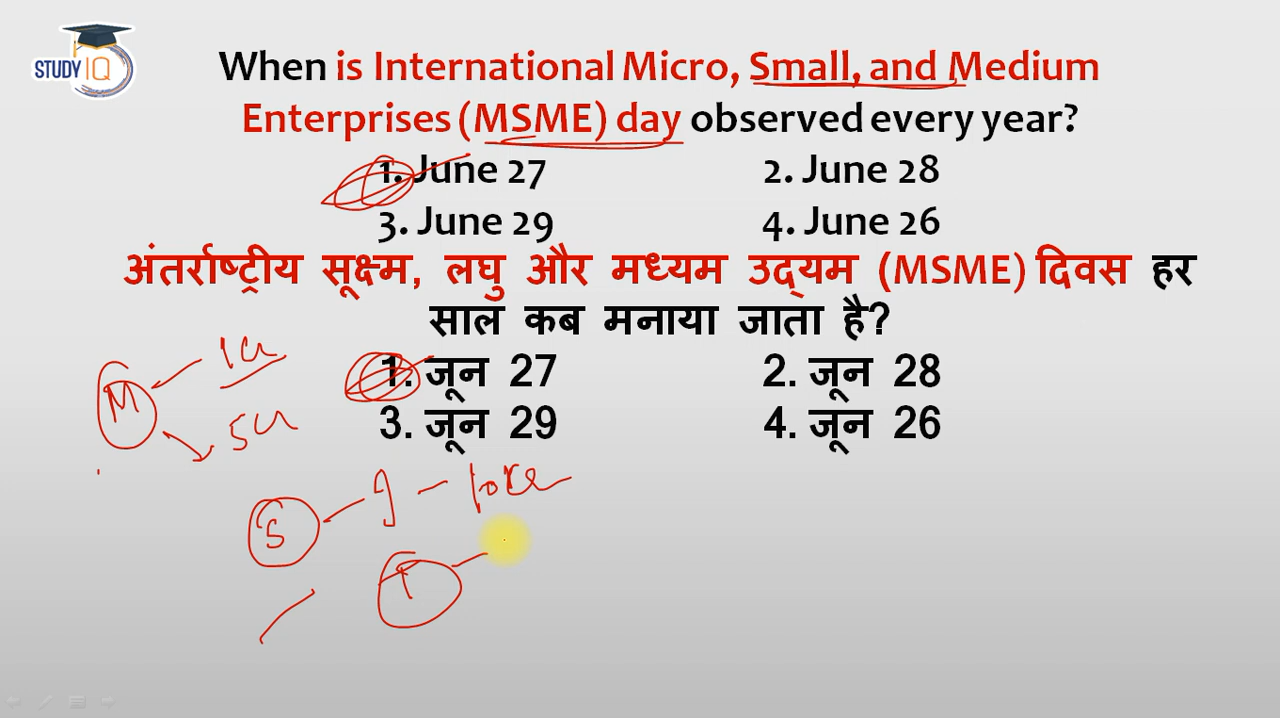 STUDY IQ
When is International Micro, Small, and Medium
Enterprises (MSME) day observed every year?
1. June 27 2. June 28
3. June 29 4. June 26
अंतर्राष्ट्रीय सूक्ष्म, लघु और मध्यम उद्यम (MSME) दिवस हर
साल कब मनाया जाता है?
1. जून 27 2. जून 28
3. जून 29 4. जून 26
M
1cr
5cr
S